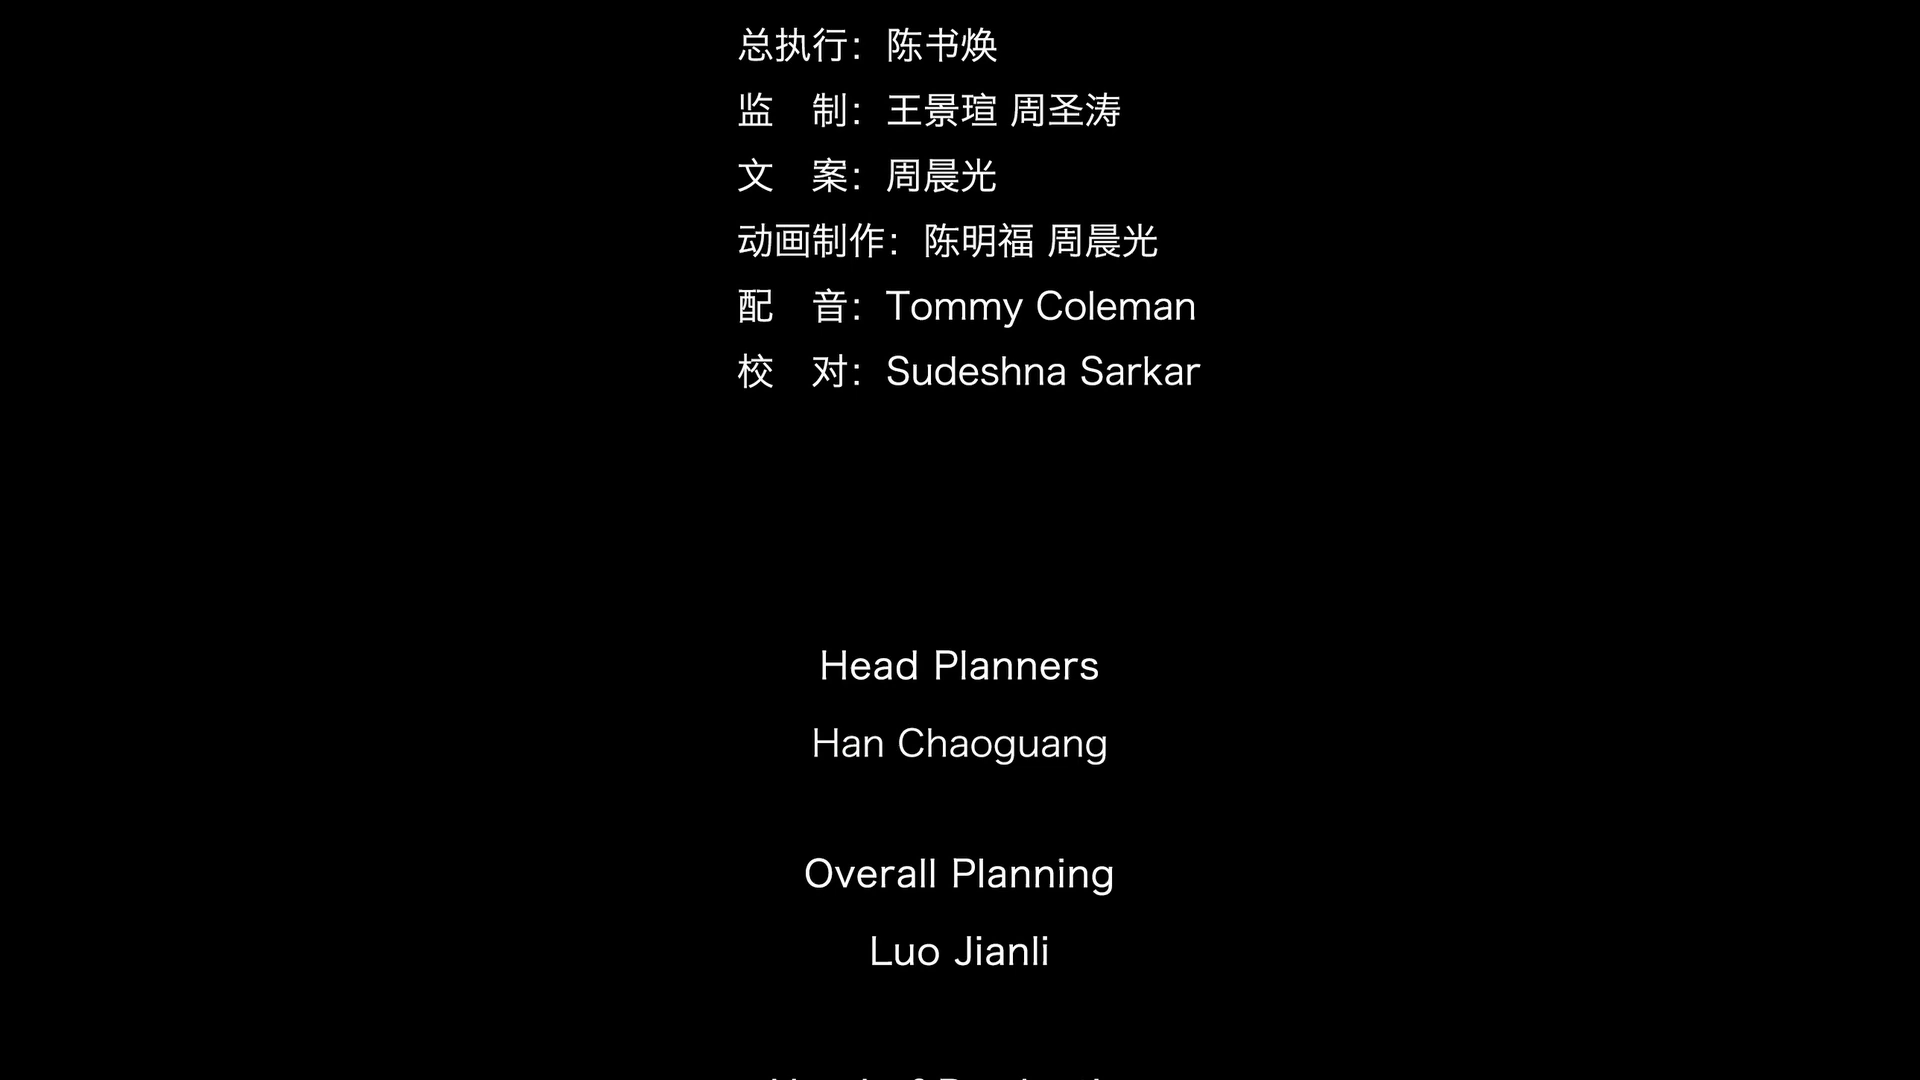 总执行：陈书焕
监　制：王景瑄 周圣涛
文　案：周晨光
动画制作：陈明福 周晨光
配　音：Tommy Coleman
校　对：Sudeshna Sarkar
Head Planners
Han Chaoguang
Overall Planning
Luo Jianli